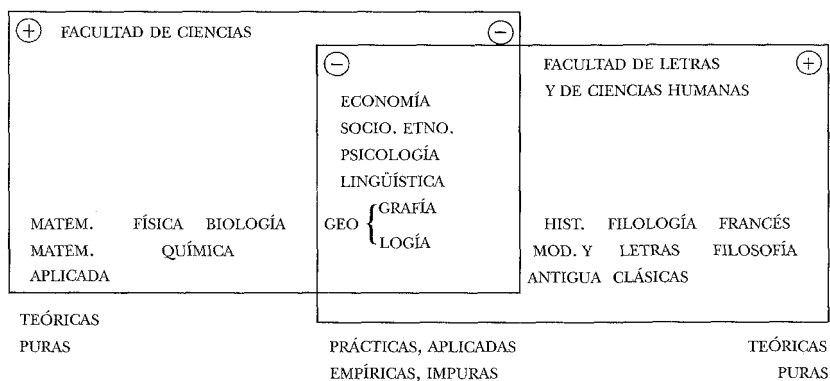 + FACULTAD DE CIENCIAS −
− FACULTAD DE LETRAS +
Y DE CIENCIAS HUMANAS
ECONOMÍA
SOCIO. ETNO.
PSICOLOGÍA
LINGÜÍSTICA
GEO { GRAFÍA
LOGÍA
MATEM. FÍSICA BIOLOGÍA
MATEM. QUÍMICA
APLICADA
HIST. FILOLOGÍA FRANCÉS
MOD. Y LETRAS FILOSOFÍA
ANTIGUA CLÁSICAS
TEÓRICAS
PURAS
PRÁCTICAS, APLICADAS
EMPÍRICAS, IMPURAS
TEÓRICAS
PURAS